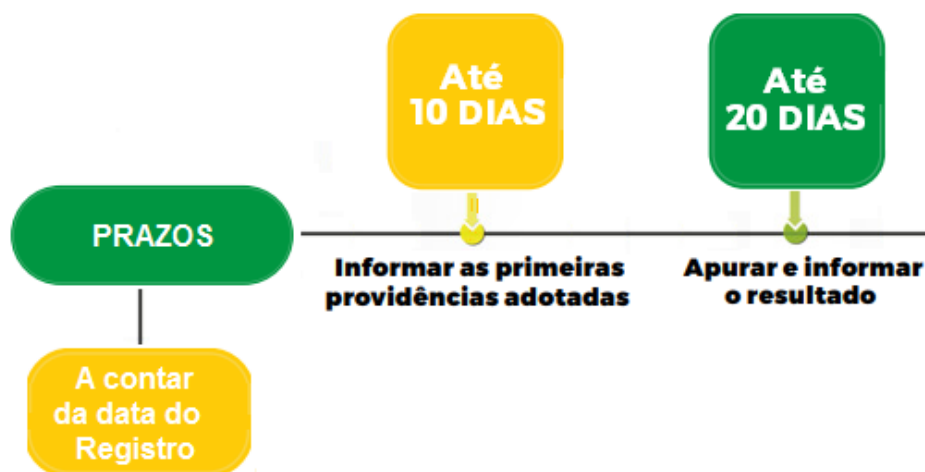 Até
10 DIAS
Até
20 DIAS
PRAZOS
Informar as primeiras
providências adotadas
Apurar e informar
o resultado
A contar
da data do
Registro